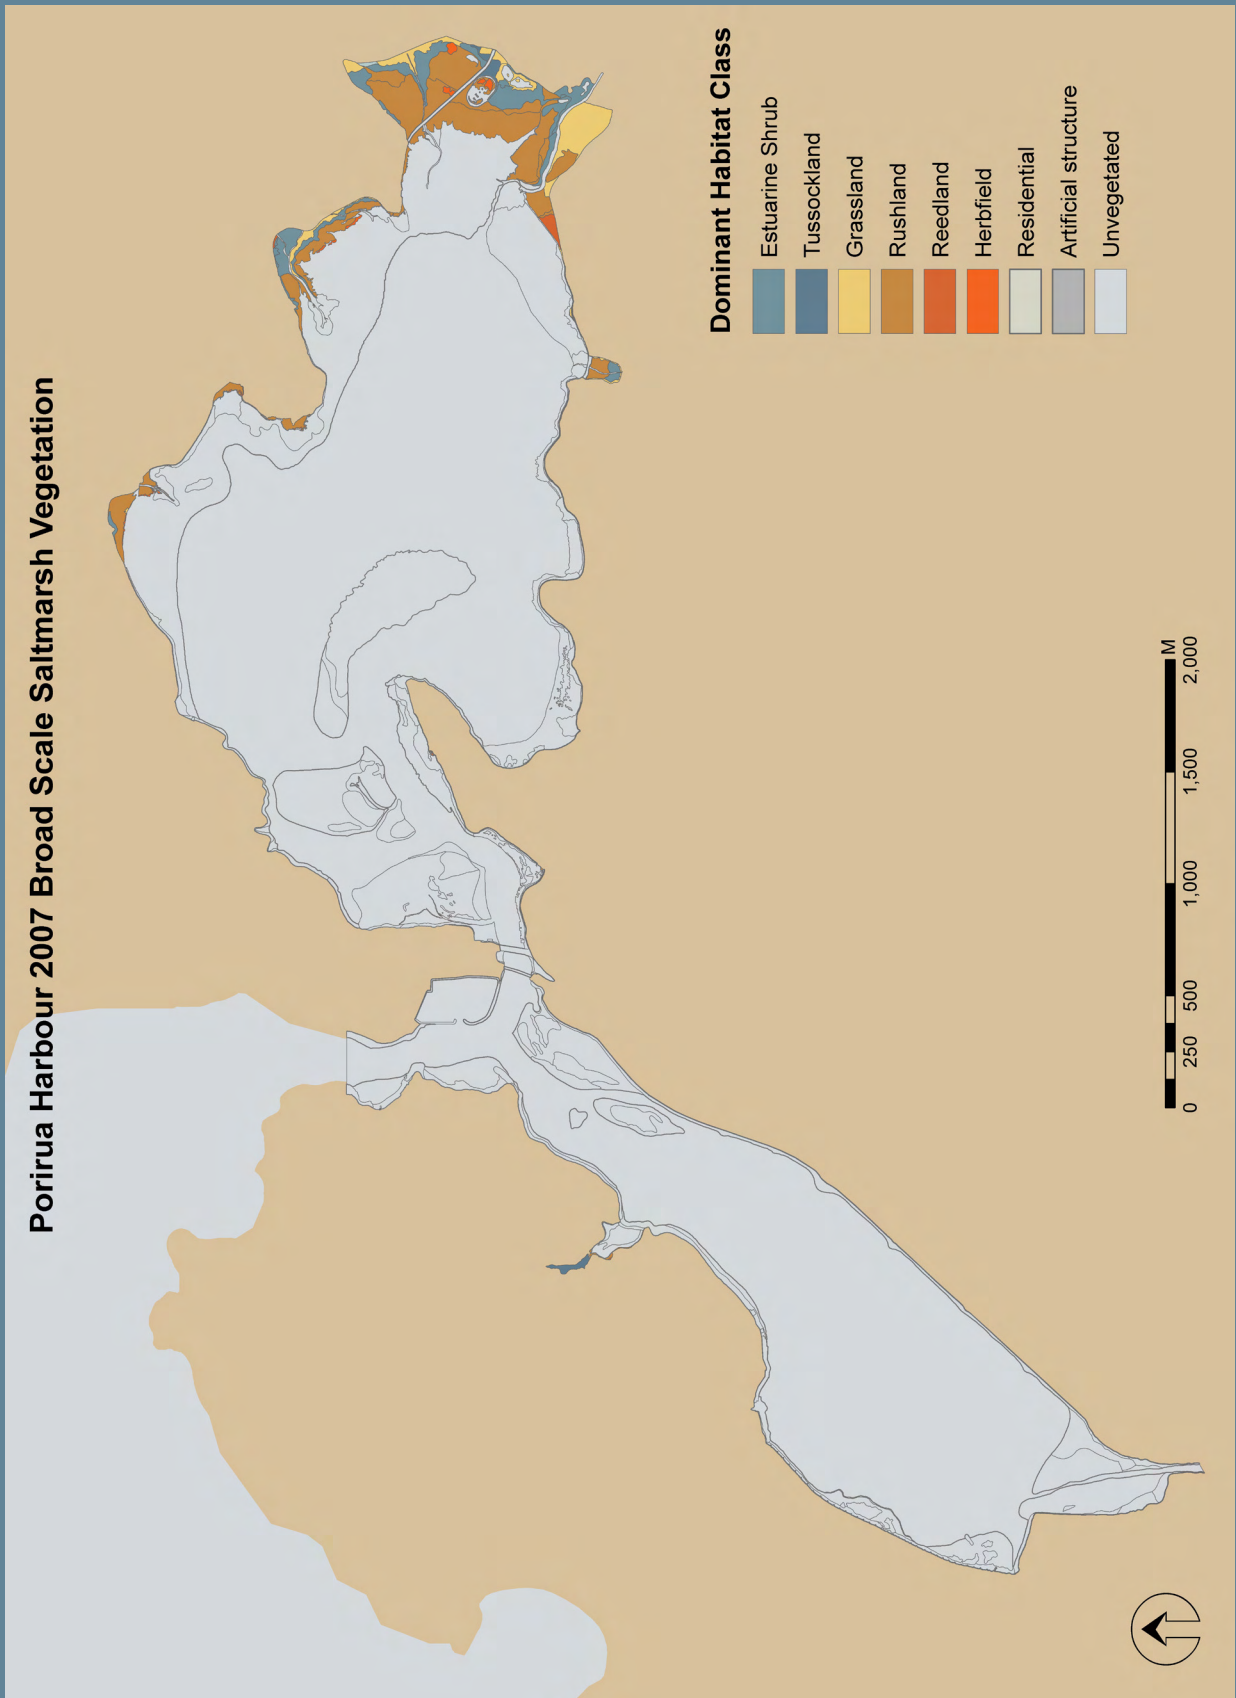 Porirua Harbour 2007 Broad Scale Saltmarsh Vegetation
Dominant Habitat Class
Estuarine Shrub
Tussockland
Grassland
Rushland
Reedland
Herbfield
Residential
Artificial structure
Unvegetated
M
0 250 500 1,000 1,500 2,000